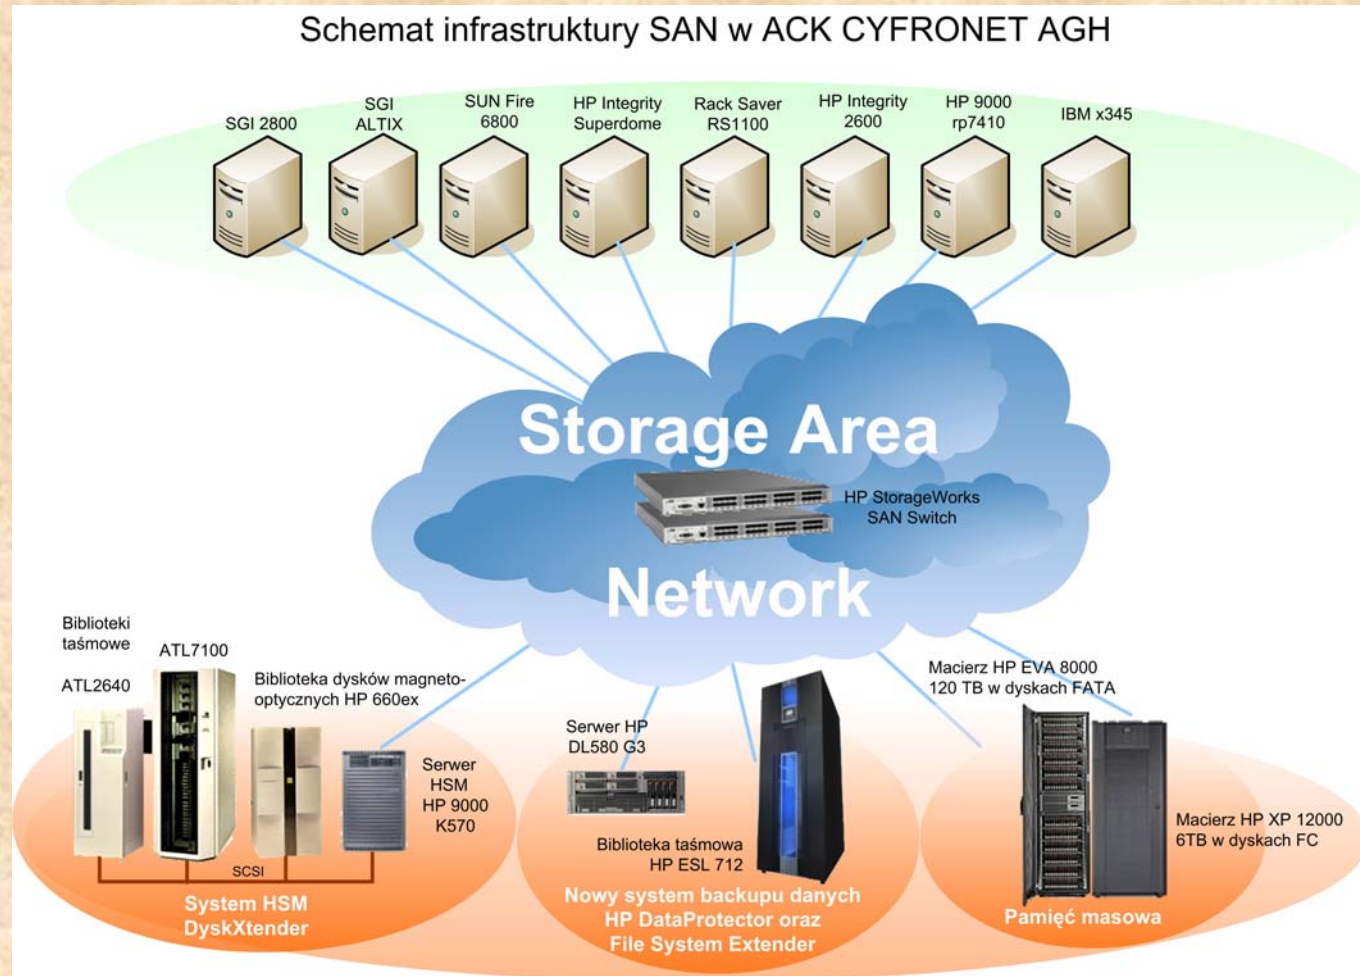 Schemat infrastruktury SAN w ACK CYFRONET AGH
SGI 2800
SGI
ALTIX
SUN Fire
6800
HP Integrity
Superdome
Rack Saver
RS1100
HP Integrity
2600
HP 9000
rp7410
IBM x345
Storage Area
HP StorageWorks
SAN Switch
Network
Biblioteki
taśmowe
ATL2640
ATL7100
Biblioteka dysków magneto-
optycznych HP 660ex
Serwer
HSM
HP 9000
K570
SCSI
System HSM
DyskXtender
Serwer HP
DL580 G3
Biblioteka taśmowa
HP ESL 712
Nowy system backupu danych
HP DataProtector oraz
File System Extender
Macierz HP EVA 8000
120 TB w dyskach FATA
Macierz HP XP 12000
6TB w dyskach FC
Pamięć masowa